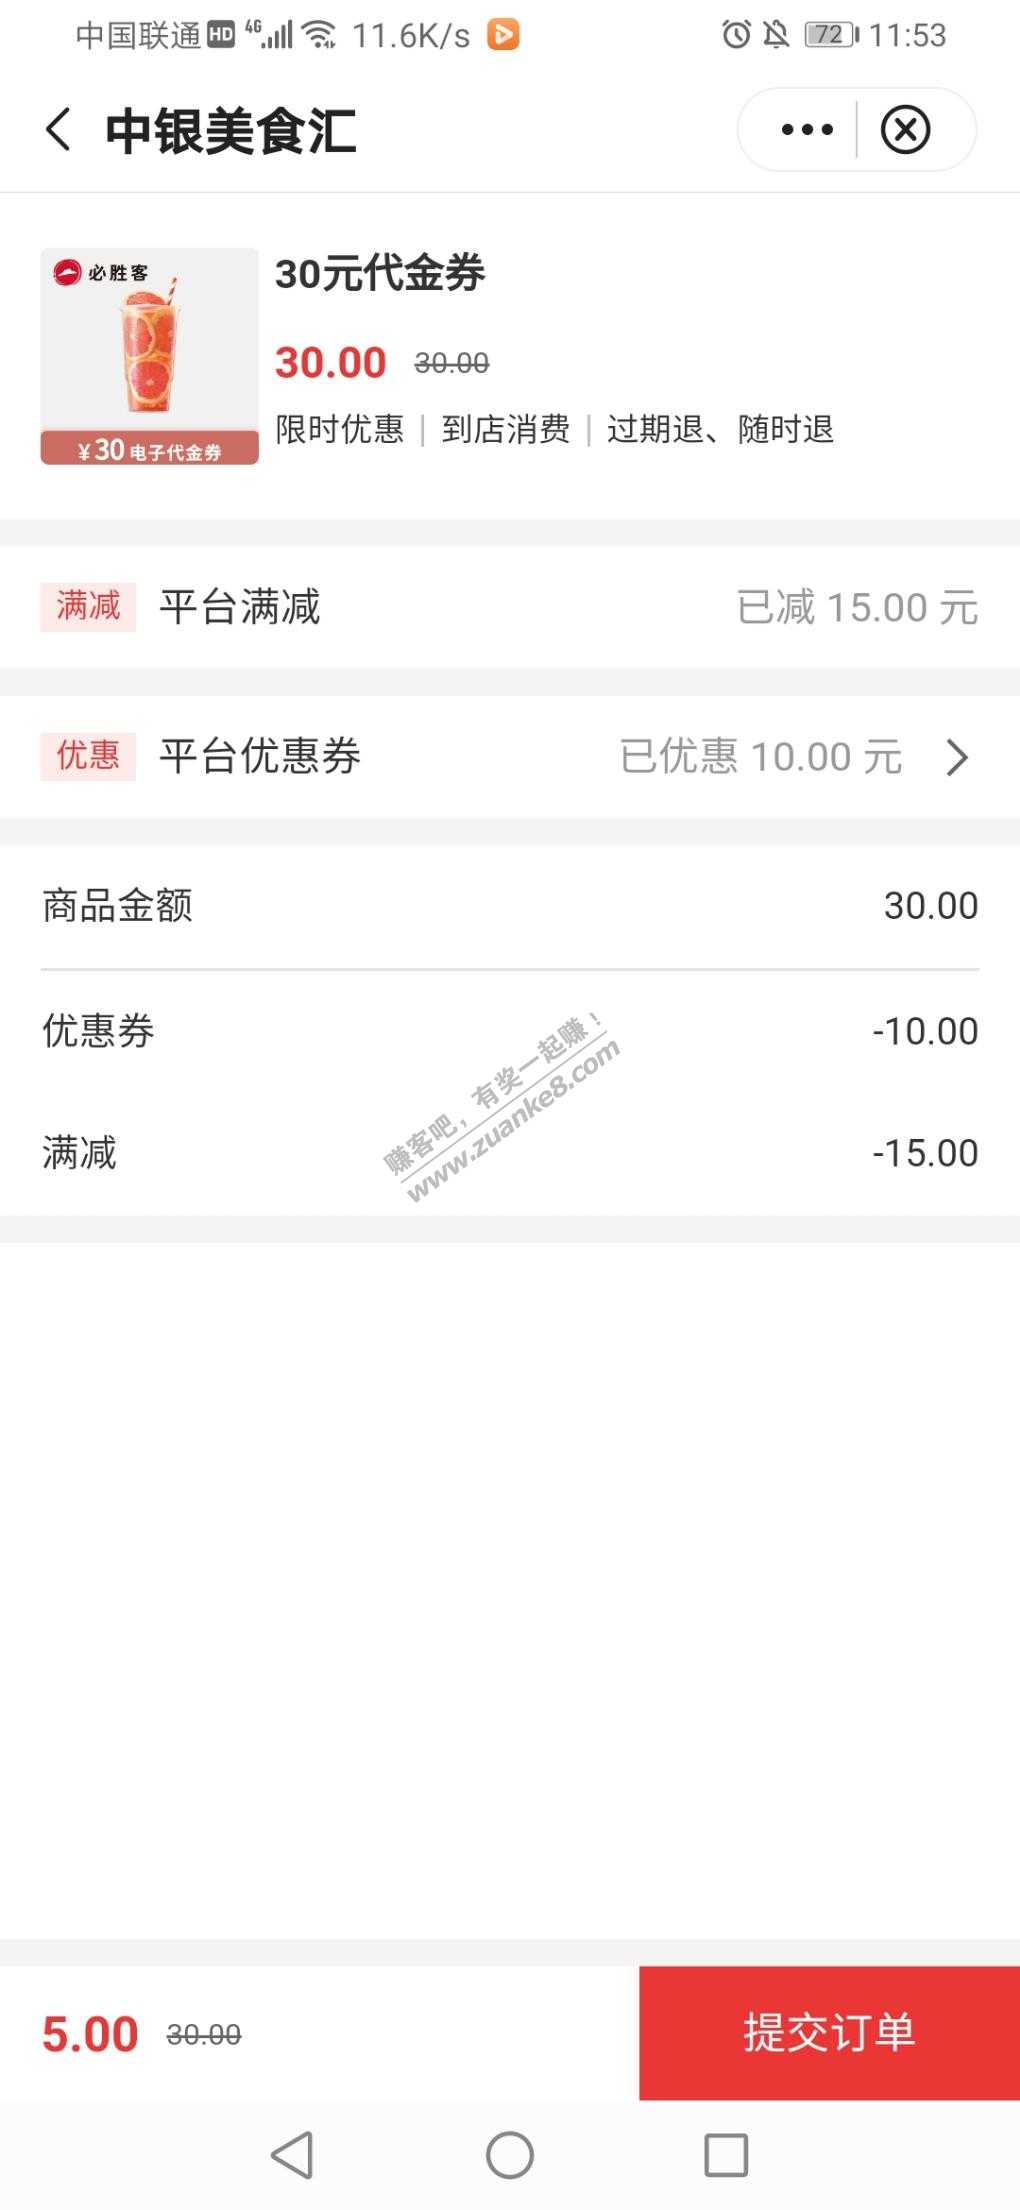 中国联通 HD 4G 11.6K/s 72 11:53
中银美食汇
必胜客
¥30电子代金券
30元代金券
30.00 30.00
限时优惠 | 到店消费 | 过期退、随时退
满减 平台满减 已减 15.00 元
优惠 平台优惠券 已优惠 10.00 元
商品金额 30.00
优惠券 -10.00
满减 -15.00
赚客吧，有奖一起赚！
www.zuanke8.com
5.00 30.00
提交订单